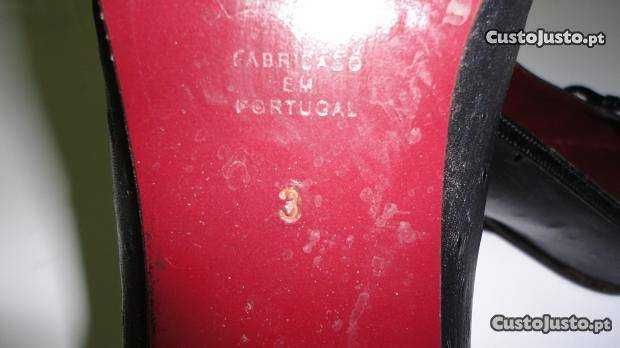 CustoJusto.pt
FABRICADO
EM
PORTUGAL
3
CustoJusto.pt